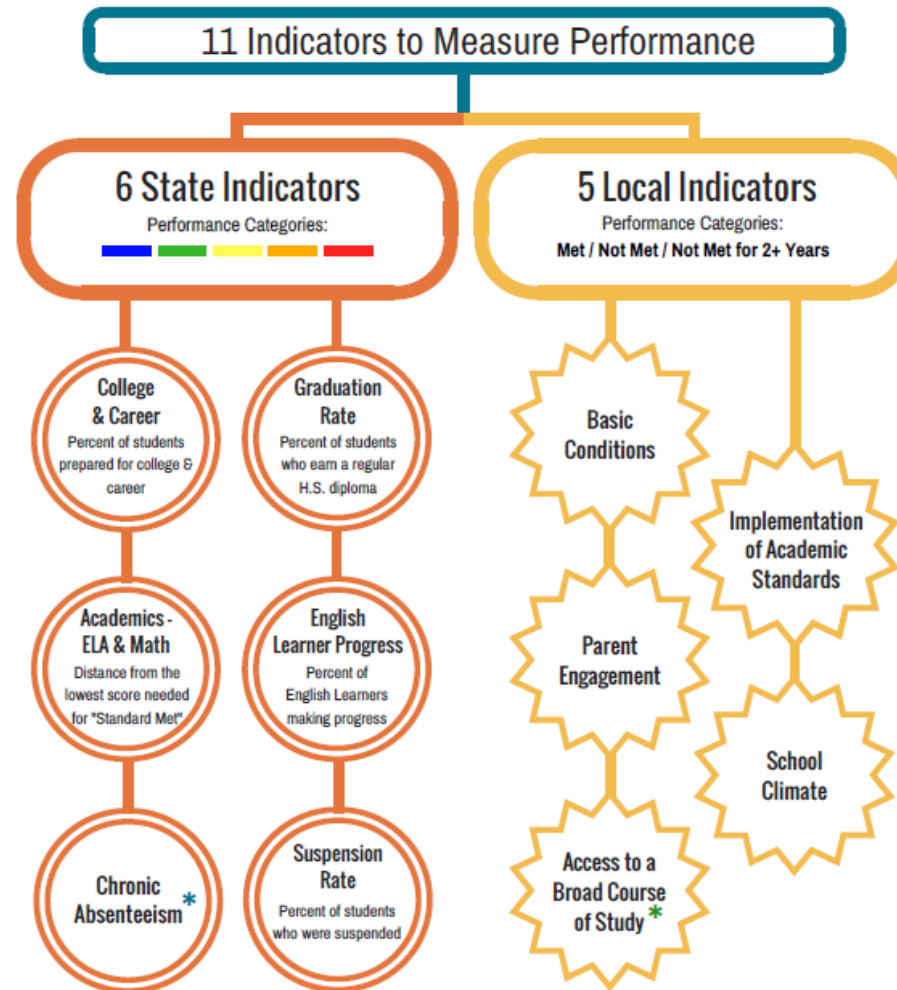 11 Indicators to Measure Performance
6 State Indicators
Performance Categories:
5 Local Indicators
Performance Categories:
Met / Not Met / Not Met for 2+ Years
College
& Career
Percent of students
prepared for college &
career
Graduation
Rate
Percent of students
who earn a regular
H.S. diploma
Academics -
ELA & Math
Distance from the
lowest score needed
for "Standard Met"
English
Learner Progress
Percent of
English Learners
making progress
Chronic
Absenteeism*
Suspension
Rate
Percent of students
who were suspended
Basic
Conditions
Implementation
of Academic
Standards
Parent
Engagement
School
Climate
Access to a
Broad Course
of Study*